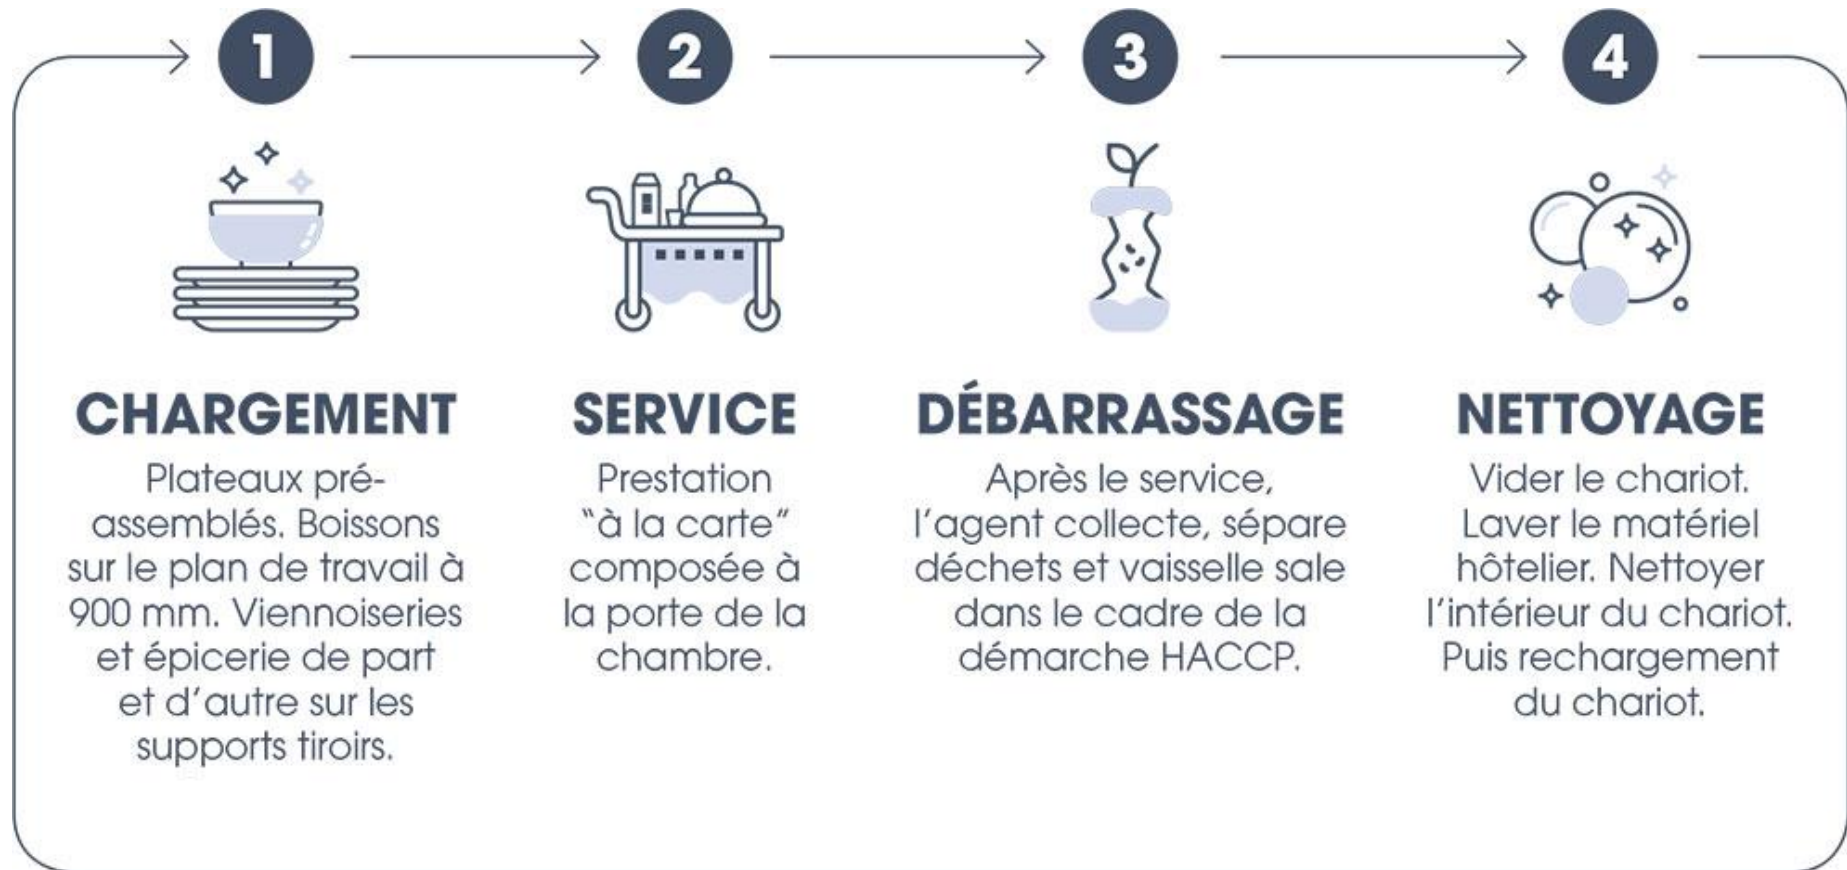 1
2
3
4
CHARGEMENT
Plateaux pré-
assemblés. Boissons
sur le plan de travail à
900 mm. Viennoiseries
et épicerie de part
et d'autre sur les
supports tiroirs.
SERVICE
Prestation
"à la carte"
composée à
la porte de la
chambre.
DÉBARRASSAGE
Après le service,
l'agent collecte, sépare
déchets et vaisselle sale
dans le cadre de la
démarche HACCP.
NETTOYAGE
Vider le chariot.
Laver le matériel
hôtelier. Nettoyer
l'intérieur du chariot.
Puis rechargement
du chariot.